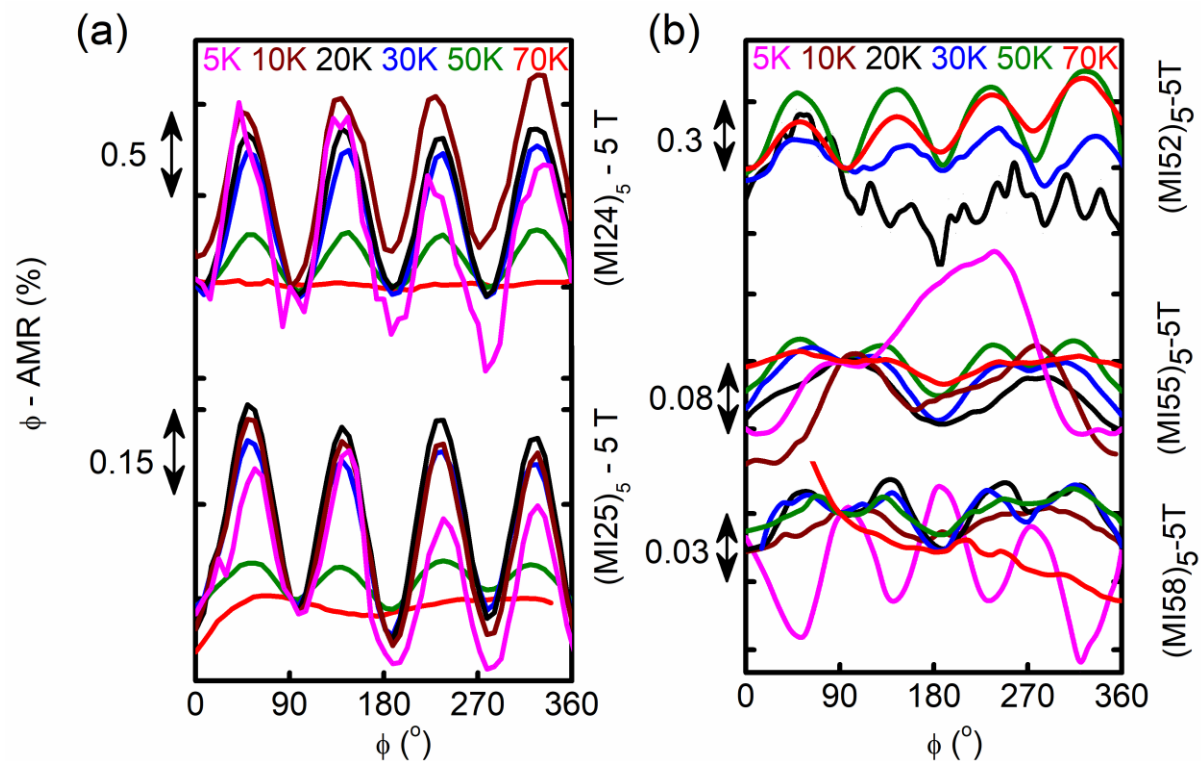 (a)
5K 10K 20K 30K 50K 70K
0.5
(MI24)₅ - 5 T
ϕ - AMR (%)
0.15
(MI25)₅ - 5 T
0 90 180 270 360
ϕ (°)
(b)
5K 10K 20K 30K 50K 70K
0.3
(MI52)₅-5T
0.08
(MI55)₅-5T
0.03
(MI58)₅-5T
0 90 180 270 360
ϕ (°)